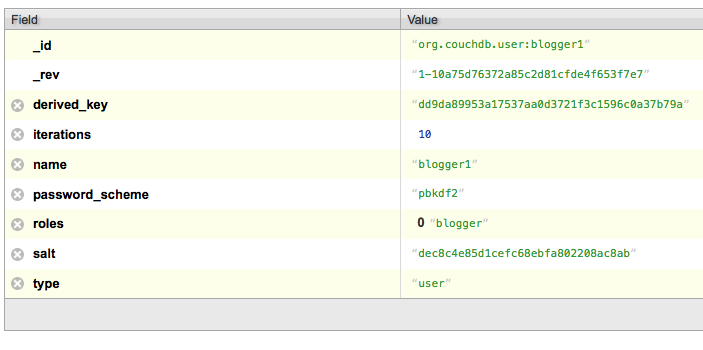 Field Value
_id "org.couchdb.user:blogger1"
_rev "1-10a75d76372a85c2d81cfde4f653f7e7"
derived_key "dd9da89953a17537aa0d3721f3c1596c0a37b79a"
iterations 10
name "blogger1"
password_scheme "pbkdf2"
roles 0 "blogger"
salt "dec8c4e85d1cefc68ebfa802208ac8ab"
type "user"